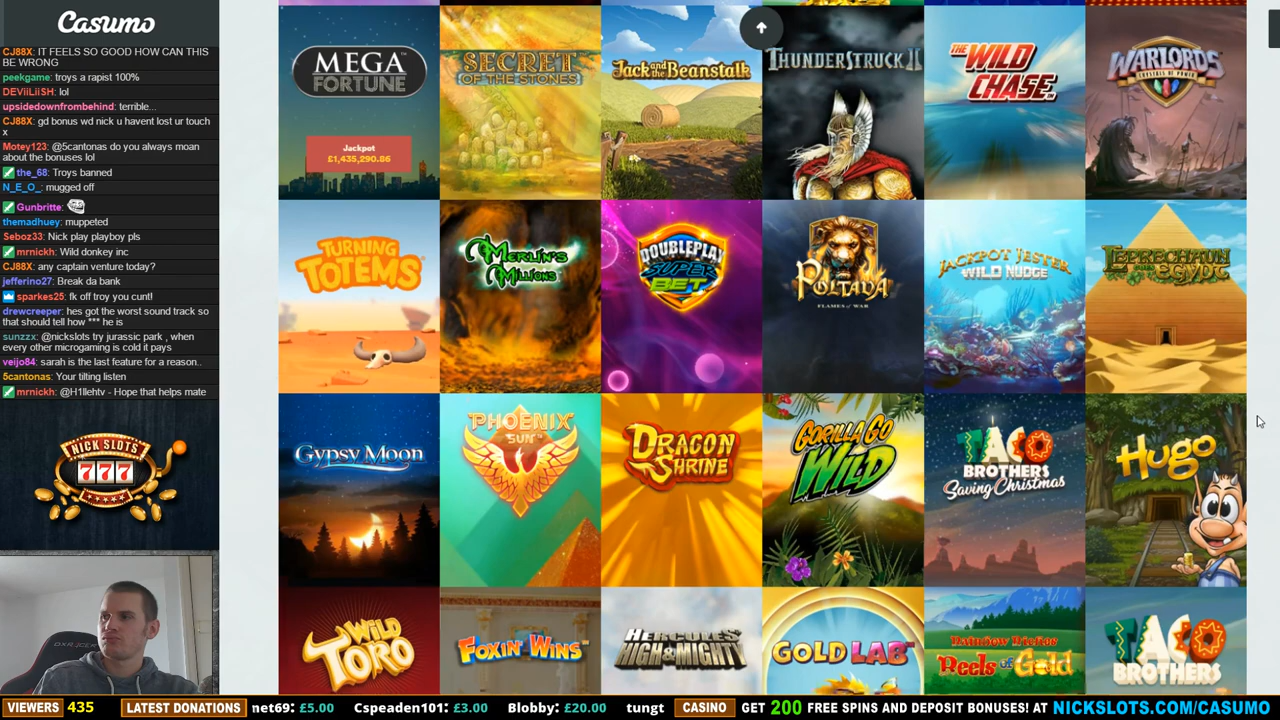 Casumo
CJ88X: IT FEELS SO GOOD HOW CAN THIS
BE WRONG
peekgame: troys a rapist 100%
DEViiLiiSH: lol
upsidedownfrombehind: terrible...
CJ88X: gd bonus wd nick u havent lost ur touch
x
Motey123: @5cantonas do you always moan
about the bonuses lol
the_68: Troys banned
N_E_O_: mugged off
Gunbritte:
themadhuey: muppeted
Seboz33: Nick play playboy pls
mrnickh: Wild donkey inc
CJ88X: any captain venture today?
jefferino27: Break da bank
sparkes25: fk off troy you cunt!
drewcreeper: hes got the worst sound track so
that should tell how *** he is
sunzzx: @nickslots try jurassic park , when
every other microgaming is cold it pays
veijo84: sarah is the last feature for a reason..
5cantonas: Your tilting listen
mrnickh: @H1llehtv - Hope that helps mate
NICK SLOTS
777
DXRACER
MEGA
FORTUNE
Jackpot
£1,435,290.86
SECRET
OF THE STONES
Jack and the Beanstalk
THUNDERSTRUCK II
THE WILD
CHASE
WARLORDS
CRYSTALS OF POWER
TURNING
TOTEMS
MERLIN'S
MILLIONS
DOUBLEPLAY
SUPER
BET
POLTAVA
FLAMES OF WAR
JACKPOT JESTER
WILD NUDGE
LEPRECHAUN
GOES EGYPT
GYPSY MOON
PHOENIX
SUN
DRAGON
SHRINE
GORILLA GO
WILD
TACO
BROTHERS
Saving Christmas
Hugo
WILD
TORO
FOXIN' WINS
HERCULES
HIGH & MIGHTY
GOLD LAB
Rainbow Riches
Reels of Gold
TACO
BROTHERS
VIEWERS 435 LATEST DONATIONS net69: £5.00 Cspeaden101: £3.00 Blobby: £20.00 tungt CASINO GET 200 FREE SPINS AND DEPOSIT BONUSES! AT NICKSLOTS.COM/CASUMO